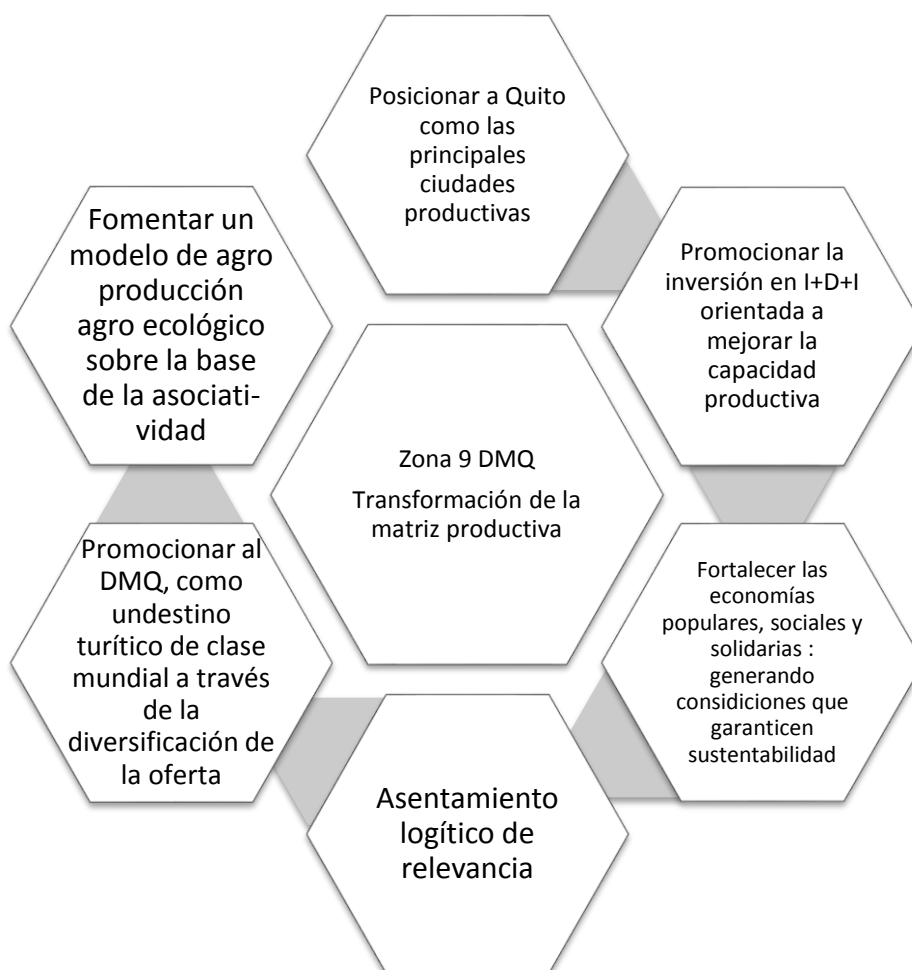 Posicionar a Quito
como las
principales
ciudades
productivas
Promocionar la
inversión en I+D+I
orientada a
mejorar la
capacidad
productiva
Fortalecer las
economías
populares, sociales y
solidarias :
generando
considiciones que
garanticen
sustentabilidad
Asentamiento
logítico de
relevancia
Promocionar al
DMQ, como
undestino
turítico de clase
mundial a través
de la
diversificación de
la oferta
Fomentar un
modelo de agro
producción
agro ecológico
sobre la base
de la asociati-
vidad
Zona 9 DMQ
Transformación de la
matriz productiva